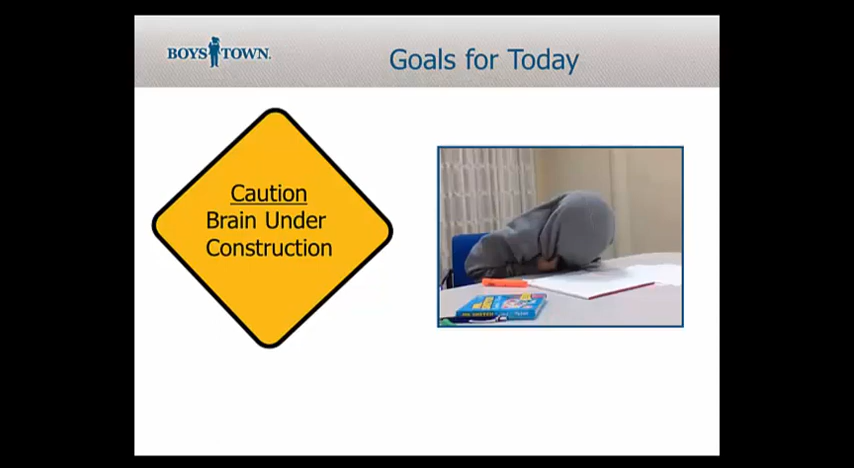 BOYS TOWN.
Goals for Today
Caution
Brain Under
Construction